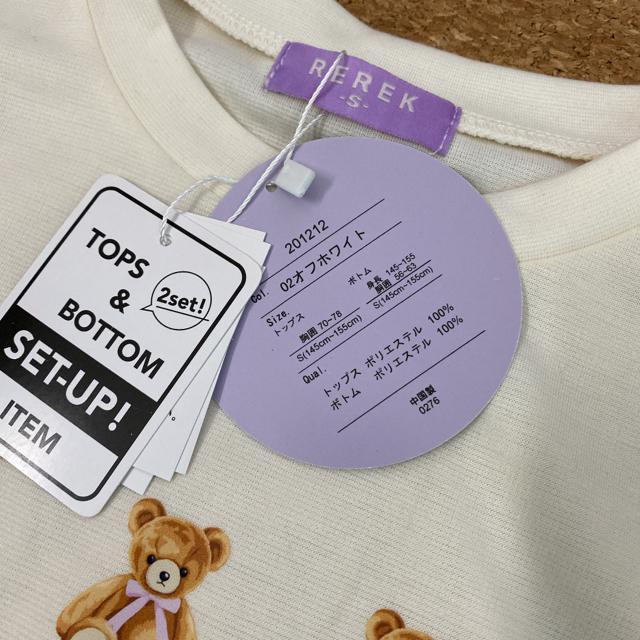 REREK
-S-
TOPS
&
BOTTOM
2set!
SET-UP!
ITEM
201212
Col. 02オフホワイト
Size.
トップス ボトム
胸囲 70~78 身長 145~155
胴囲 56-63
S(145cm~155cm) S(145cm~155cm)
Qual.
トップス ポリエステル 100%
ボトム ポリエステル 100%
中国製
0276